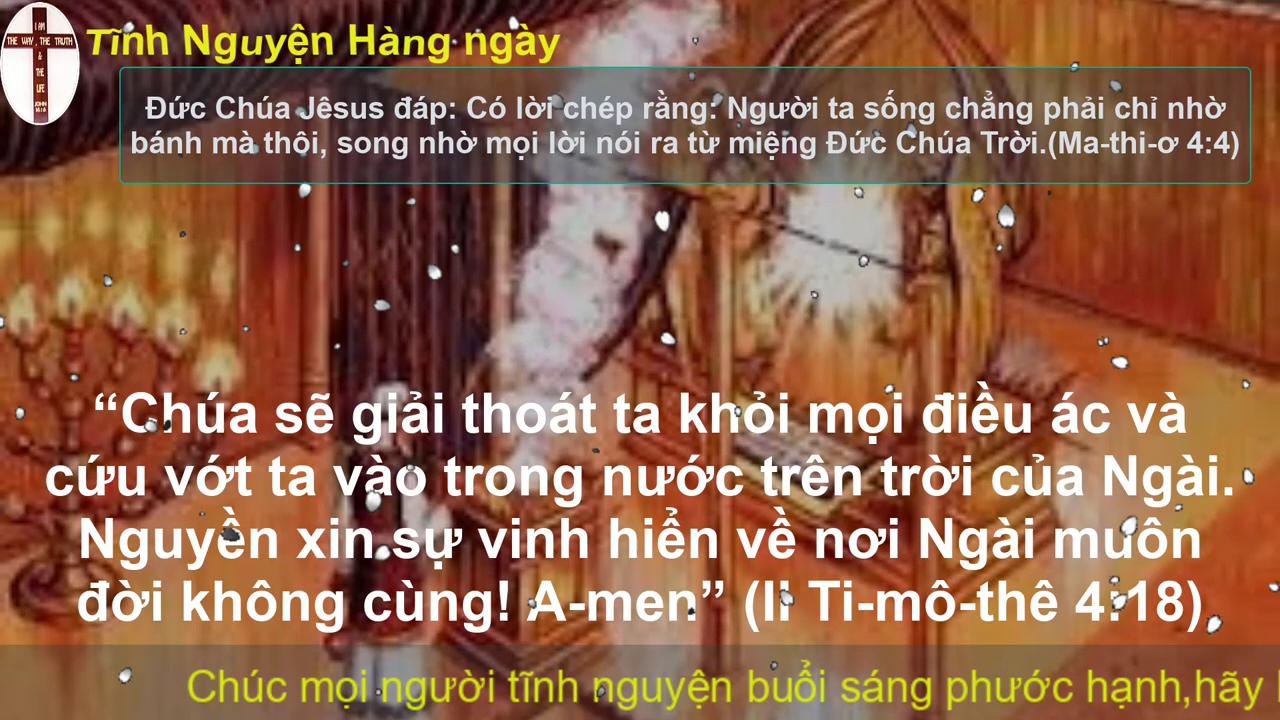 I AM
THE WAY, THE TRUTH
&
THE
LIFE
JOHN
14:6
Tĩnh Nguyện Hàng ngày
Đức Chúa Jêsus đáp: Có lời chép rằng: Người ta sống chẳng phải chỉ nhờ
bánh mà thôi, song nhờ mọi lời nói ra từ miệng Đức Chúa Trời.(Ma-thi-ơ 4:4)
“Chúa sẽ giải thoát ta khỏi mọi điều ác và
cứu vớt ta vào trong nước trên trời của Ngài.
Nguyền xin sự vinh hiển về nơi Ngài muôn
đời không cùng! A-men” (Ii Ti-mô-thê 4:18)
Chúc mọi người tĩnh nguyện buổi sáng phước hạnh,hãy